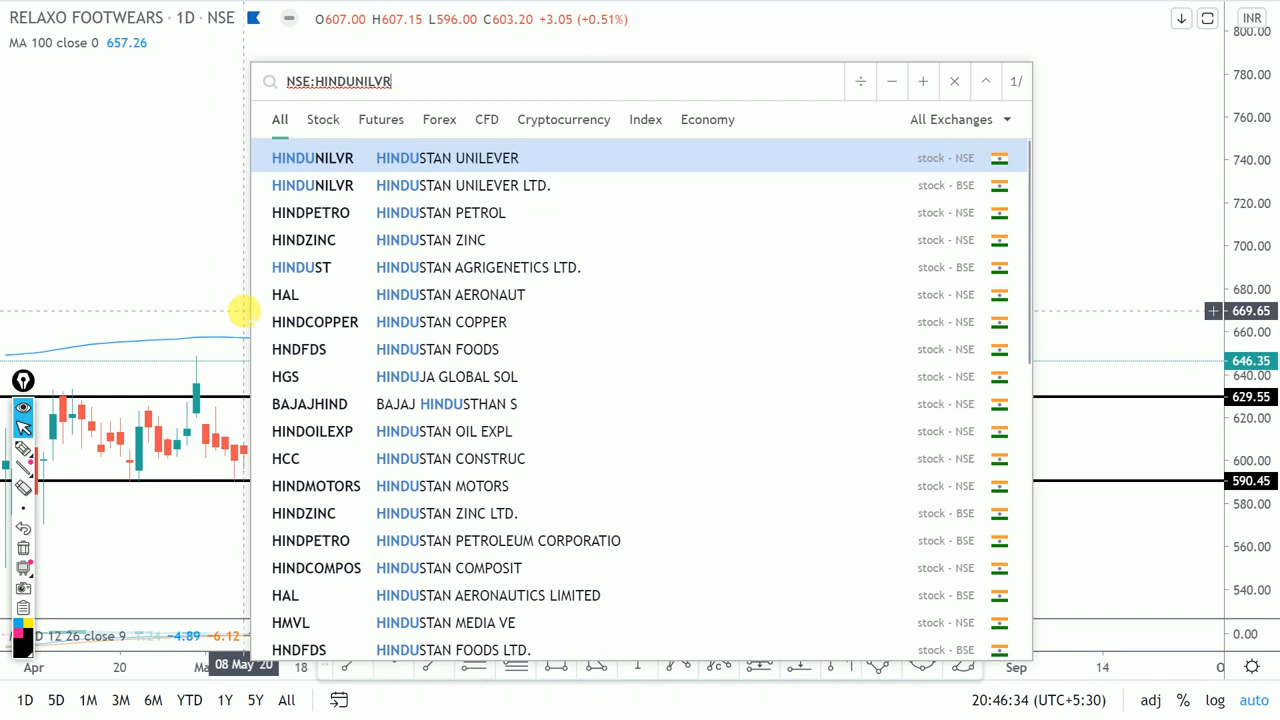 RELAXO FOOTWEARS · 1D · NSE O607.00 H607.15 L596.00 C603.20 +3.05 (+0.51%) INR
MA 100 close 0 657.26
800.00
780.00
760.00
740.00
720.00
700.00
680.00
669.65
660.00
646.35
640.00
629.55
620.00
600.00
590.45
580.00
560.00
540.00
0.00
NSE:HINDUNILVR ÷ − + × ^ 1/
All Stock Futures Forex CFD Cryptocurrency Index Economy All Exchanges
HINDUNILVR HINDUSTAN UNILEVER stock - NSE
HINDUNILVR HINDUSTAN UNILEVER LTD. stock - BSE
HINDPETRO HINDUSTAN PETROL stock - NSE
HINDZINC HINDUSTAN ZINC stock - NSE
HINDUST HINDUSTAN AGRIGENETICS LTD. stock - BSE
HAL HINDUSTAN AERONAUT stock - NSE
HINDCOPPER HINDUSTAN COPPER stock - NSE
HNDFDS HINDUSTAN FOODS stock - NSE
HGS HINDUJA GLOBAL SOL stock - NSE
BAJAJHIND BAJAJ HINDUSTHAN S stock - NSE
HINDOILEXP HINDUSTAN OIL EXPL stock - NSE
HCC HINDUSTAN CONSTRUC stock - NSE
HINDMOTORS HINDUSTAN MOTORS stock - NSE
HINDZINC HINDUSTAN ZINC LTD. stock - BSE
HINDPETRO HINDUSTAN PETROLEUM CORPORATIO stock - BSE
HINDCOMPOS HINDUSTAN COMPOSIT stock - NSE
HAL HINDUSTAN AERONAUTICS LIMITED stock - BSE
HMVL HINDUSTAN MEDIA VE stock - NSE
HNDFDS HINDUSTAN FOODS LTD. stock - BSE
D 12 26 close 9 −4.89 −6.12
Apr 20 08 May 20 18 Sep 14
1D 5D 1M 3M 6M YTD 1Y 5Y All 20:46:34 (UTC+5:30) adj % log auto